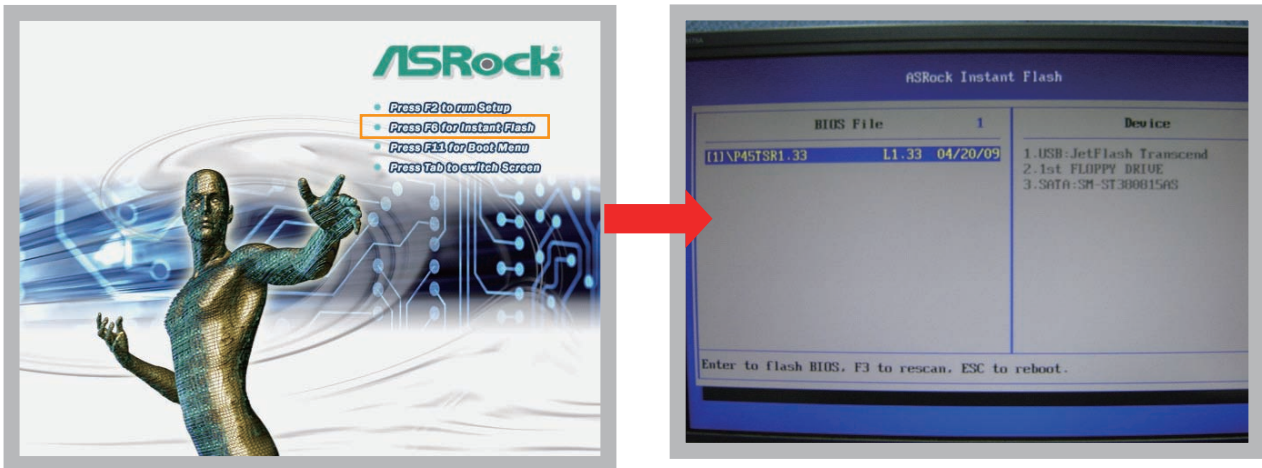 ASRock
Press F2 to run Setup
Press F6 for Instant Flash
Press F11 for Boot Menu
Press Tab to switch Screen
ASRock Instant Flash
BIOS File 1
Device
[1]\P45TSR1.33 L1.33 04/20/09
1.USB:JetFlash Transcend
2.1st FLOPPY DRIVE
3.SATA:SM-ST380815AS
Enter to flash BIOS, F3 to rescan, ESC to reboot.